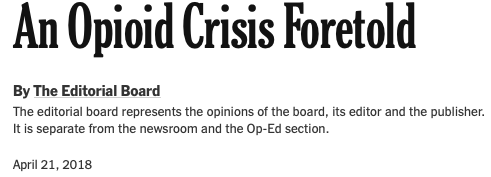 An Opioid Crisis Foretold
By The Editorial Board
The editorial board represents the opinions of the board, its editor and the publisher.
It is separate from the newsroom and the Op-Ed section.
April 21, 2018